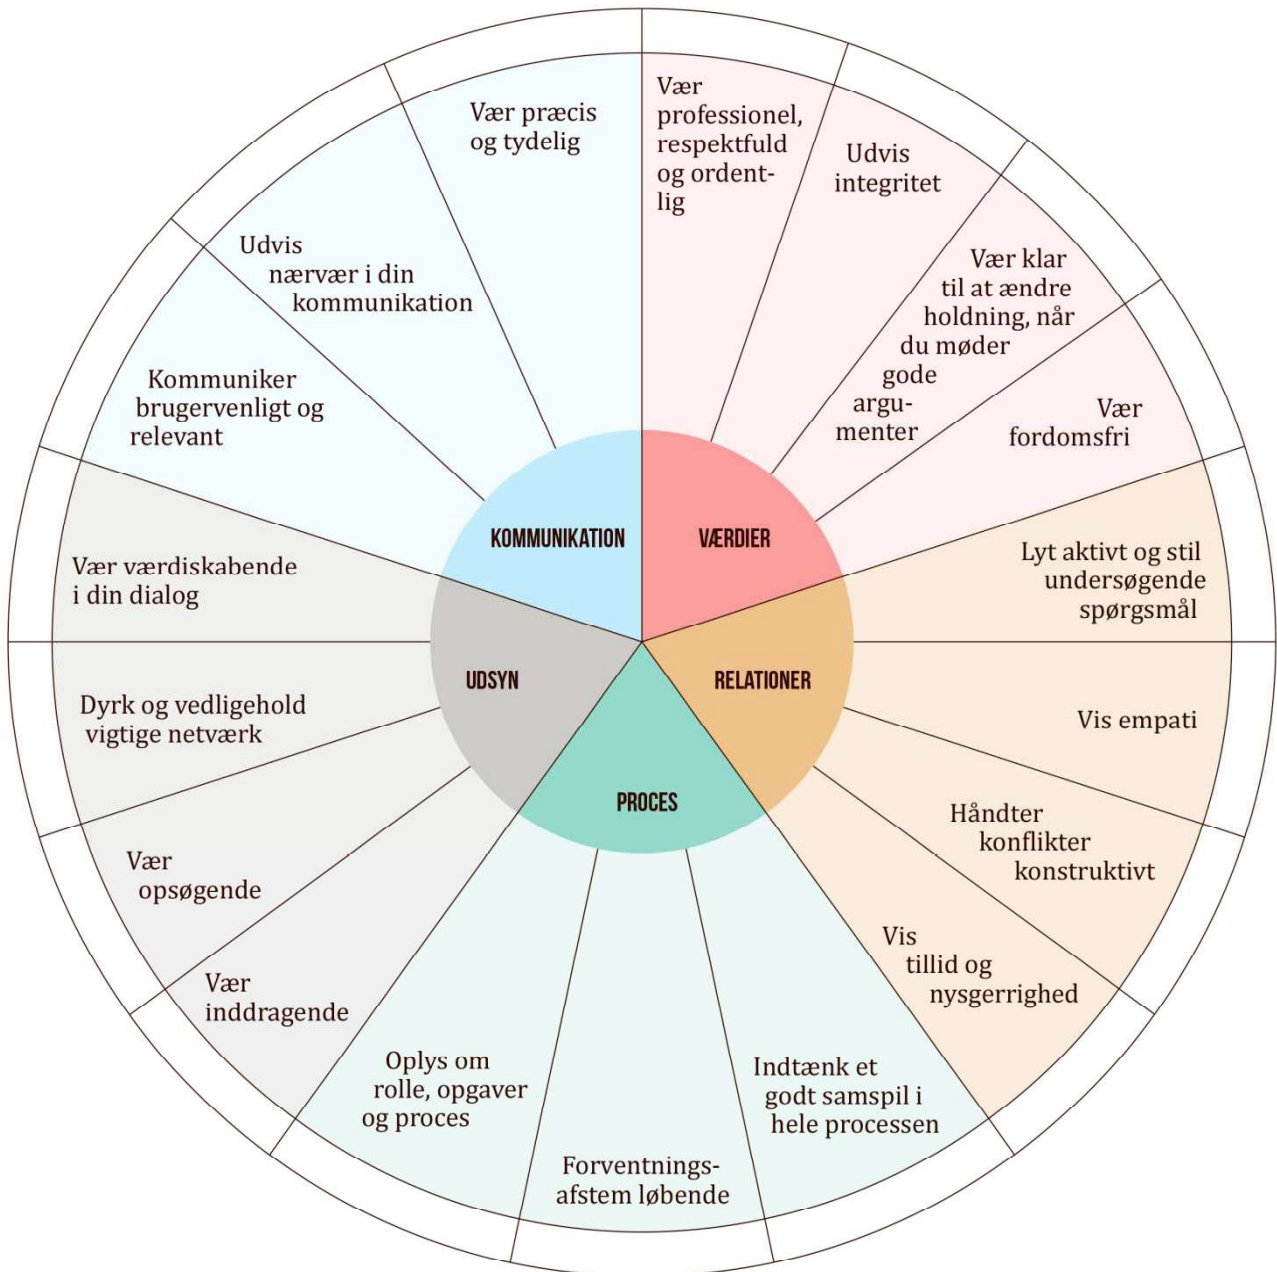 Vær
professionel,
respektfuld
og ordent-
lig
Udvis
integritet
Vær klar
til at ændre
holdning, når
du møder
gode
argu-
menter
Vær
fordomsfri
Lyt aktivt og stil
undersøgende
spørgsmål
Vis empati
Håndter
konflikter
konstruktivt
Vis
tillid og
nysgerrighed
Indtænk et
godt samspil i
hele processen
Forventnings-
afstem løbende
Oplys om
rolle, opgaver
og proces
Vær
inddragende
Vær
opsøgende
Dyrk og vedligehold
vigtige netværk
Vær værdiskabende
i din dialog
Kommuniker
brugervenligt og
relevant
Udvis
nærvær i din
kommunikation
Vær præcis
og tydelig
KOMMUNIKATION
VÆRDIER
RELATIONER
PROCES
UDSYN